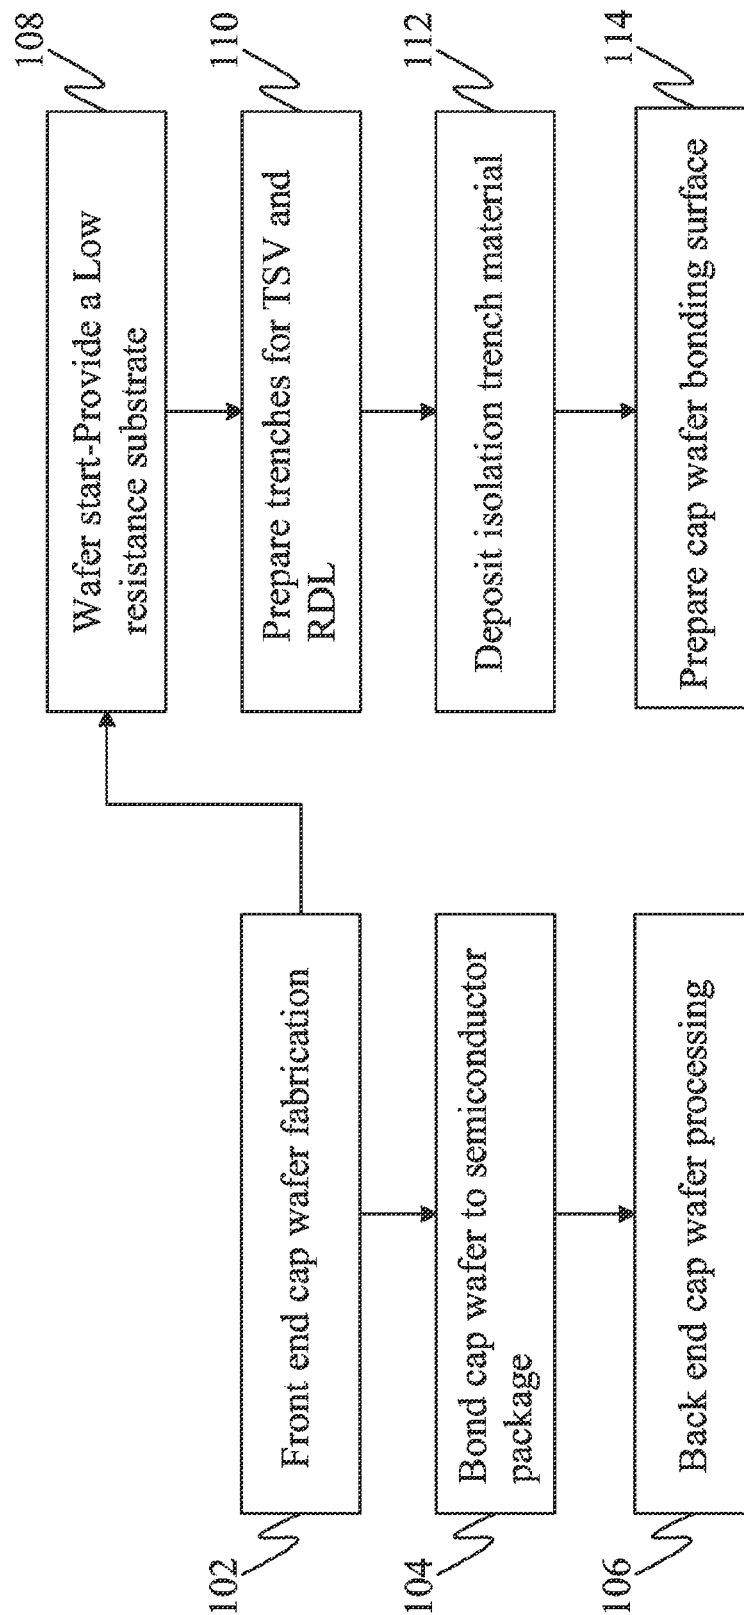 102
Front end cap wafer fabrication
104
Bond cap wafer to semiconductor
package
106
Back end cap wafer processing
108
Wafer start-Provide a Low
resistance substrate
110
Prepare trenches for TSV and
RDL
112
Deposit isolation trench material
114
Prepare cap wafer bonding surface